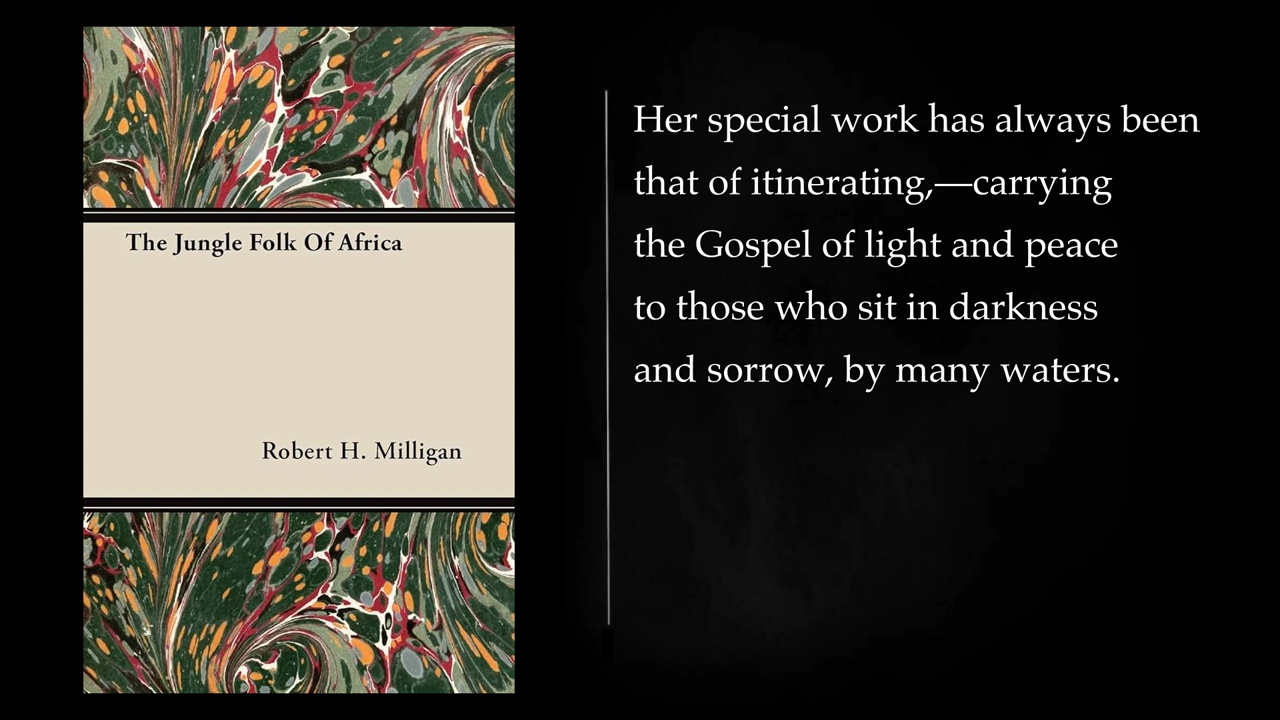 The Jungle Folk Of Africa
Robert H. Milligan
Her special work has always been
that of itinerating,—carrying
the Gospel of light and peace
to those who sit in darkness
and sorrow, by many waters.